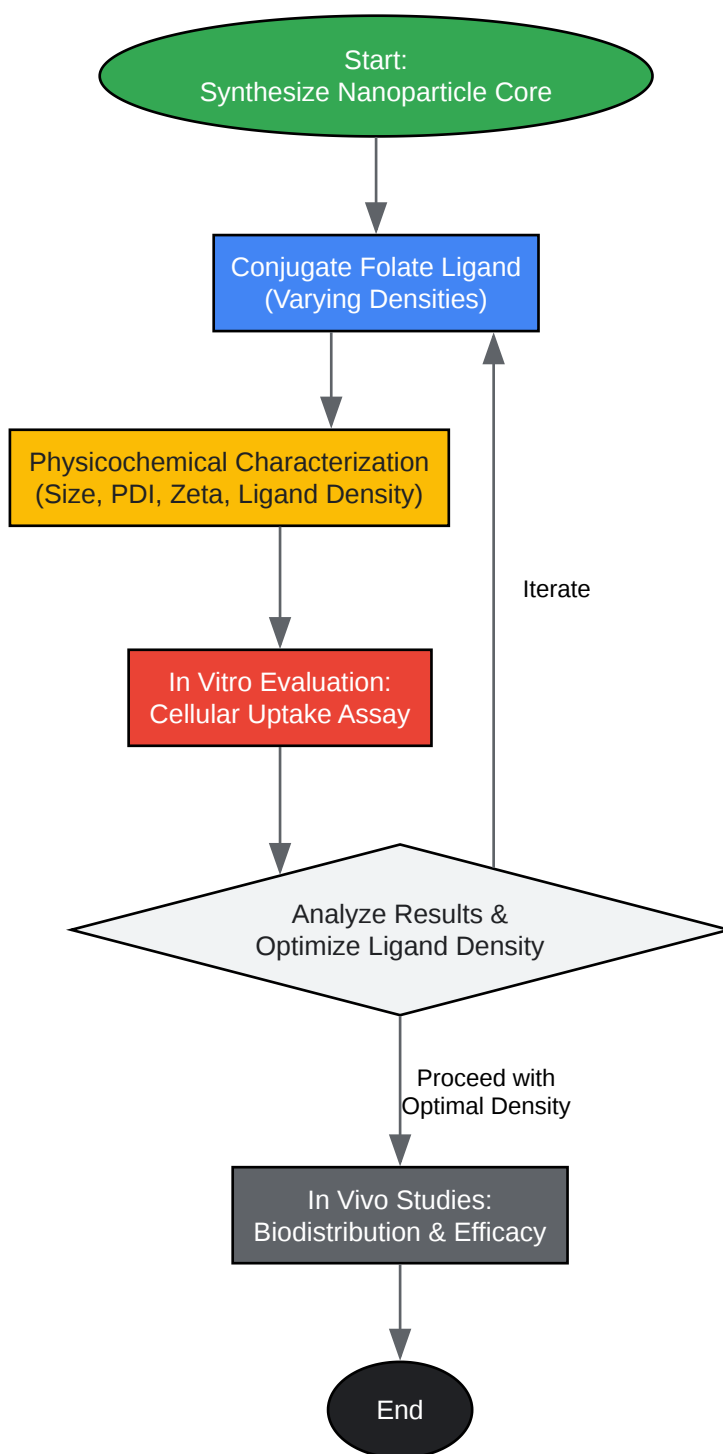 Start:
Synthesize Nanoparticle Core
Conjugate Folate Ligand
(Varying Densities)
Physicochemical Characterization
(Size, PDI, Zeta, Ligand Density)
Iterate
In Vitro Evaluation:
Cellular Uptake Assay
Analyze Results &
Optimize Ligand Density
Proceed with
Optimal Density
In Vivo Studies:
Biodistribution & Efficacy
End